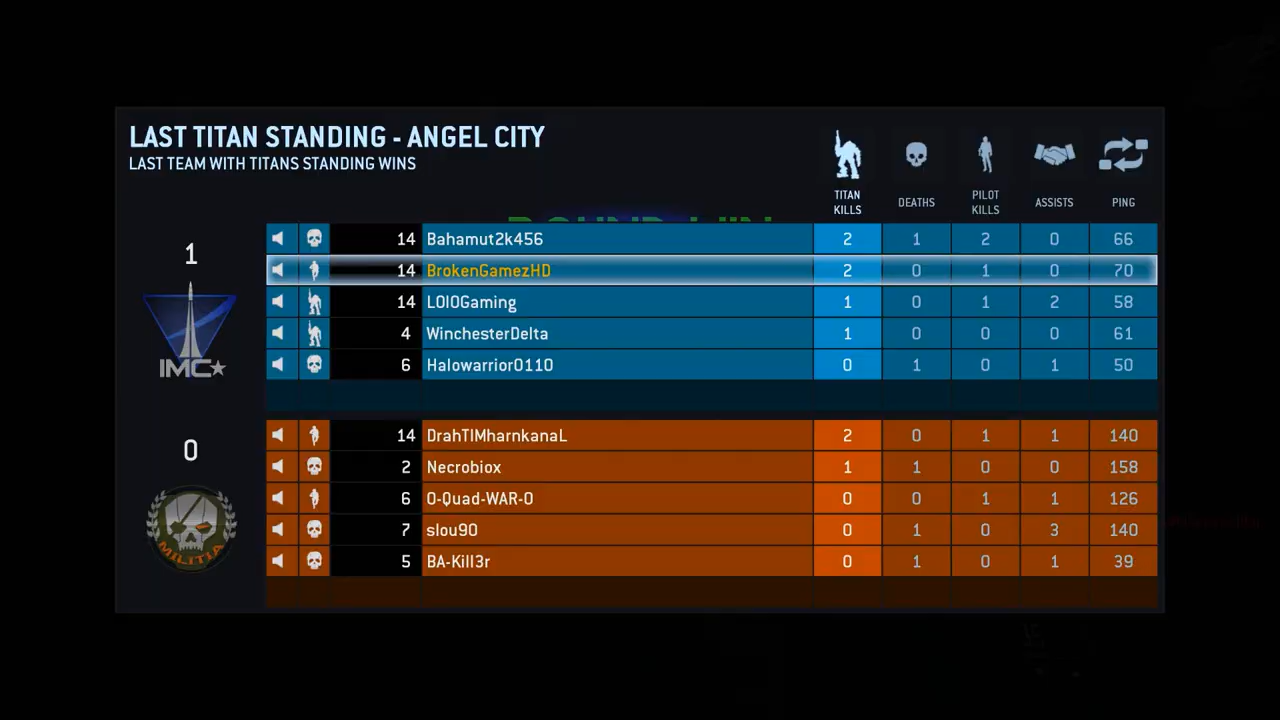 LAST TITAN STANDING - ANGEL CITY
LAST TEAM WITH TITANS STANDING WINS
TITAN KILLS DEATHS PILOT KILLS ASSISTS PING
1
IMC
14 Bahamut2k456 2 1 2 0 66
14 BrokenGamezHD 2 0 1 0 70
14 LOIOGaming 1 0 1 2 58
4 WinchesterDelta 1 0 0 0 61
6 Halowarrior0110 0 1 0 1 50
0
MILITIA
14 DrahTIMharnkanaL 2 0 1 1 140
2 Necrobiox 1 1 0 0 158
6 O-Quad-WAR-O 0 0 1 1 126
7 slou90 0 1 0 3 140
5 BA-Kill3r 0 1 0 1 39